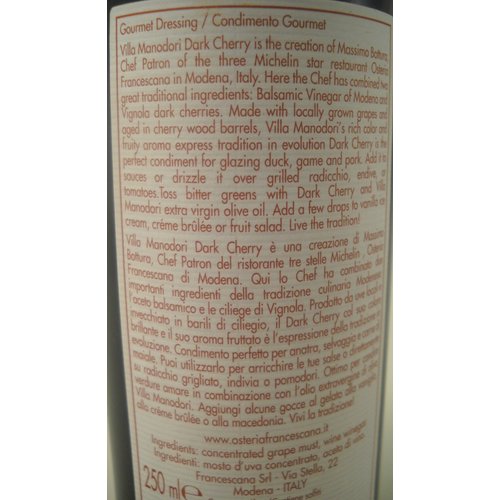 Gourmet Dressing / Condimento Gourmet
Villa Manodori Dark Cherry is the creation of Massimo Bottura,
Chef Patron of the three Michelin star restaurant Osteria
Francescana in Modena, Italy. Here the Chef has combined two
great traditional ingredients: Balsamic Vinegar of Modena and
Vignola dark cherries. Made with locally grown grapes and
aged in cherry wood barrels, Villa Manodori's rich color and
fruity aroma express tradition in evolution Dark Cherry is the
perfect condiment for glazing duck, game and pork. Add it to
sauces or drizzle it over grilled radicchio, endive, or
tomatoes.Toss bitter greens with Dark Cherry and Villa
Manodori extra virgin olive oil. Add a few drops to vanilla ice
cream, créme brûlée or fruit salad. Live the tradition!
Villa Manodori Dark Cherry è una creazione di Massimo
Bottura, Chef Patron del ristorante tre stelle Michelin , Osteria
Francescana di Modena. Qui lo Chef ha combinato due
importanti ingredienti della tradizione culinaria Modenese:
l'aceto balsamico e le ciliege di Vignola. Prodotto da uve locali e
invecchiato in barili di ciliegio, il Dark Cherry col suo colore
brillante e il suo aroma fruttato è l'espressione della tradizione in
evoluzione. Condimento perfetto per anatra, selvaggio e carne di
maiale. Puoi utilizzarlo per arricchire le tue salse o direttamente
su radicchio grigliato, indivia o pomodori. Ottimo per condire
verdure amare in combinazione con l'olio extravergine di oliva
Villa Manodori. Aggiungi alcune gocce al gelato alla vaniglia,
alla crème brûlée o alla macedonia. Vivi la tradizione!
www.osteriafrancescana.it
Ingredients: concentrated grape must, wine vinegar
Ingredienti: mosto d'uva concentrato, aceto di vino
Francescana Srl - Via Stella, 22
Modena - ITALY
250 ml e